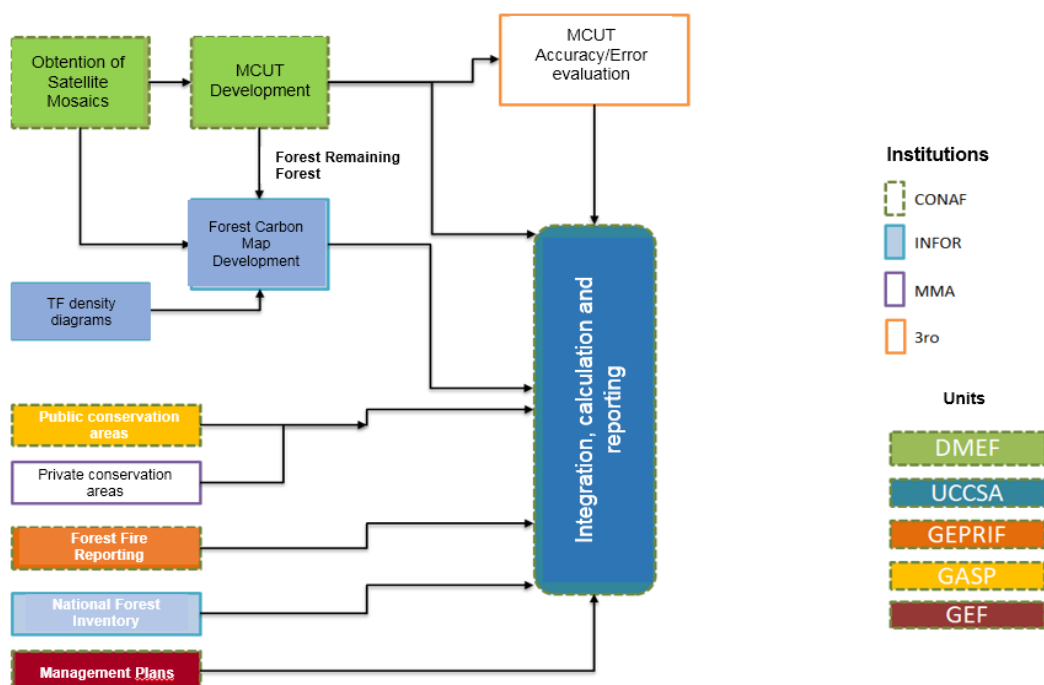 Obtention of
Satellite
Mosaics
MCUT
Development
MCUT
Accuracy/Error
evaluation
Forest Remaining
Forest
Forest Carbon
Map
Development
TF density
diagrams
Public conservation
areas
Private conservation
areas
Forest Fire
Reporting
National Forest
Inventory
Management Plans
Integration, calculation and
reporting
Institutions
CONAF
INFOR
MMA
3ro
Units
DMEF
UCCSA
GEPRIF
GASP
GEF